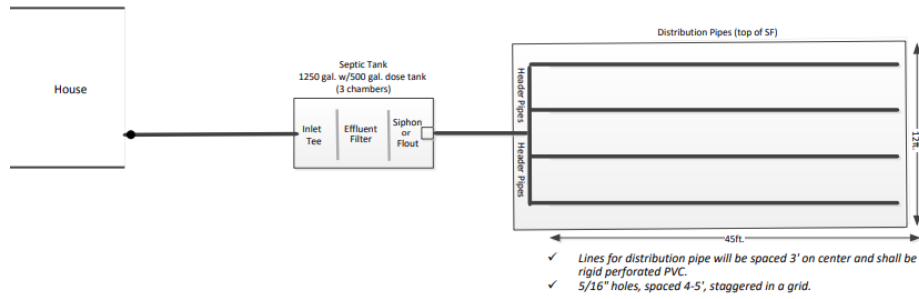 Distribution Pipes (top of SF)
Septic Tank
1250 gal. w/500 gal. dose tank
(3 chambers)
House
Inlet
Tee
Effluent
Filter
Siphon
or
Flout
Header Pipes
Header Pipes
12ft.
45ft.
✓ Lines for distribution pipe will be spaced 3' on center and shall be
rigid perforated PVC.
✓ 5/16" holes, spaced 4-5', staggered in a grid.